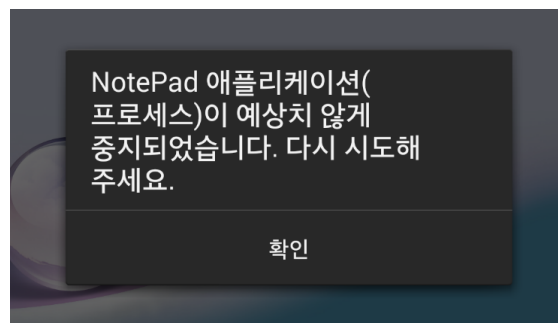 NotePad 애플리케이션(
프로세스)이 예상치 않게
중지되었습니다. 다시 시도해
주세요.
확인